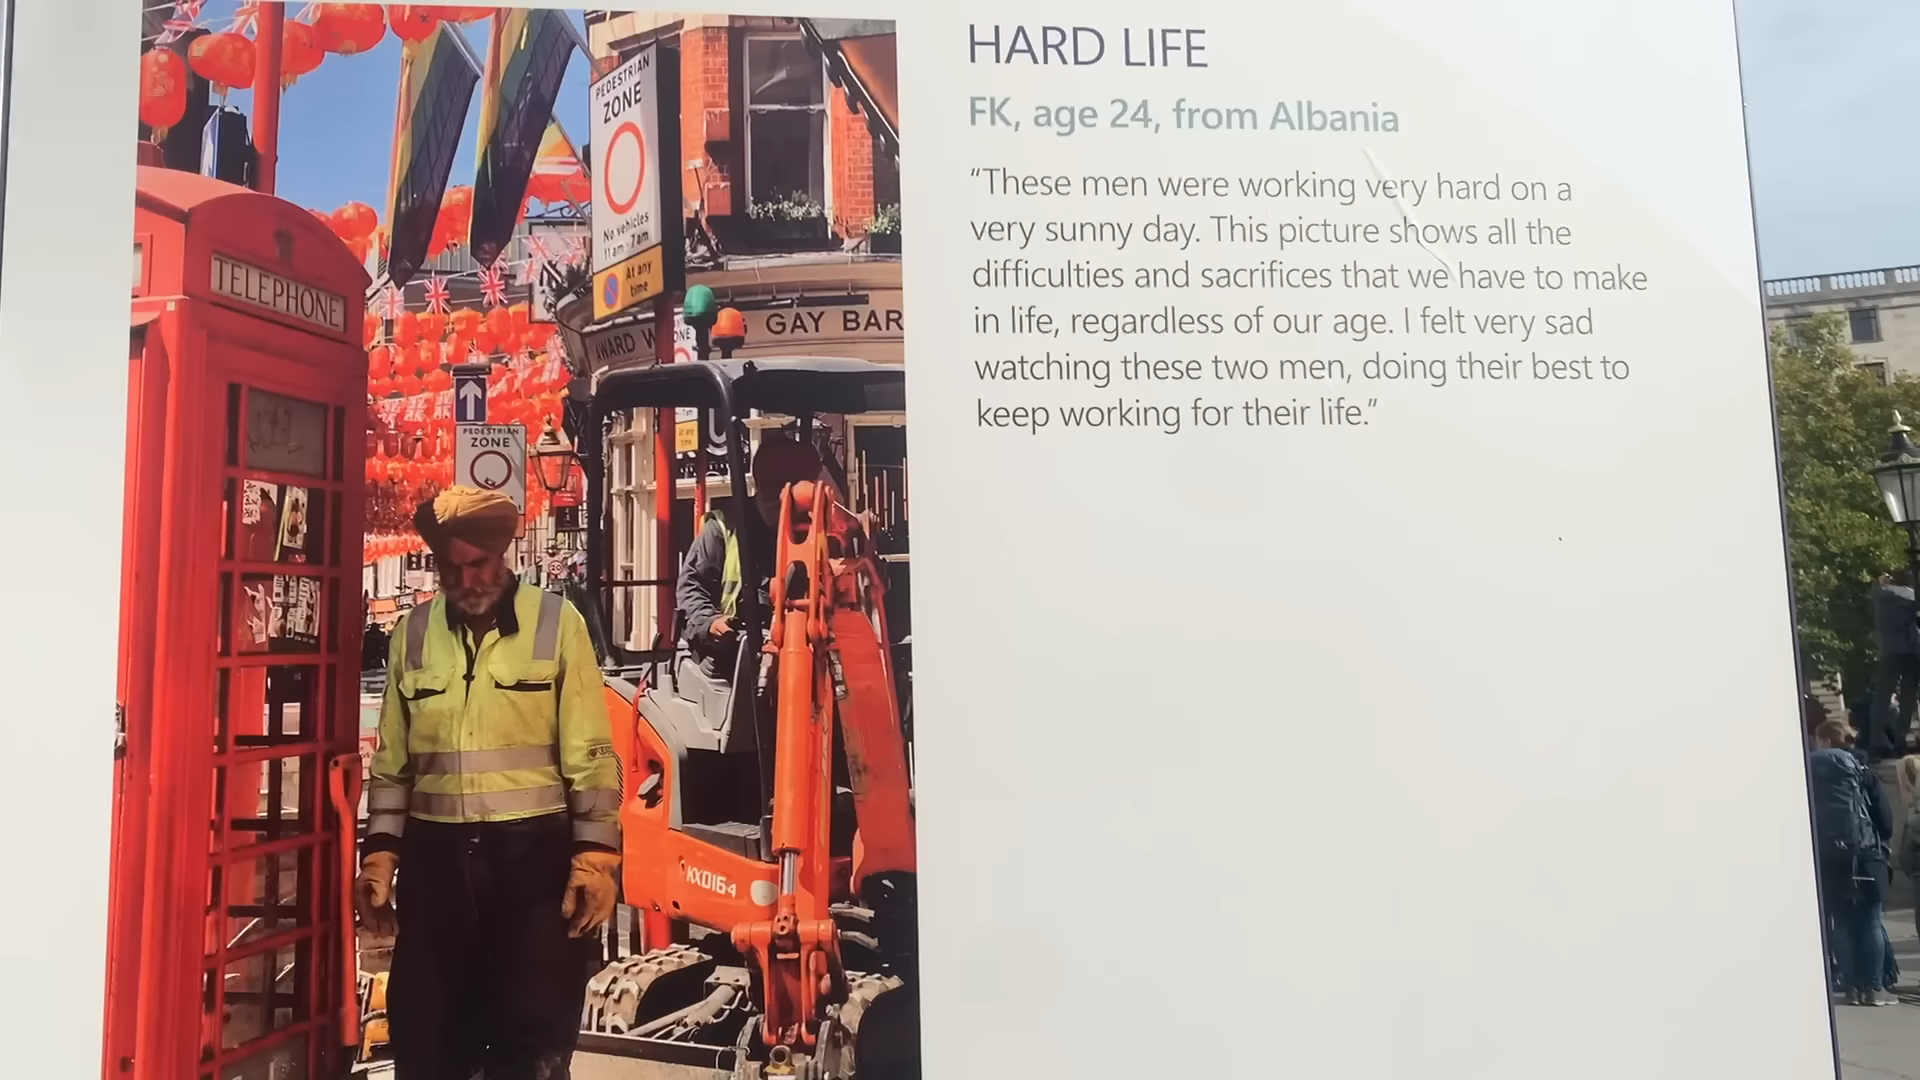 HARD LIFE
FK, age 24, from Albania
“These men were working very hard on a
very sunny day. This picture shows all the
difficulties and sacrifices that we have to make
in life, regardless of our age. I felt very sad
watching these two men, doing their best to
keep working for their life.”
PEDESTRIAN
ZONE
No vehicles
11am - 7am
At any
time
TELEPHONE
GAY BAR
PEDESTRIAN
ZONE
KX016-4